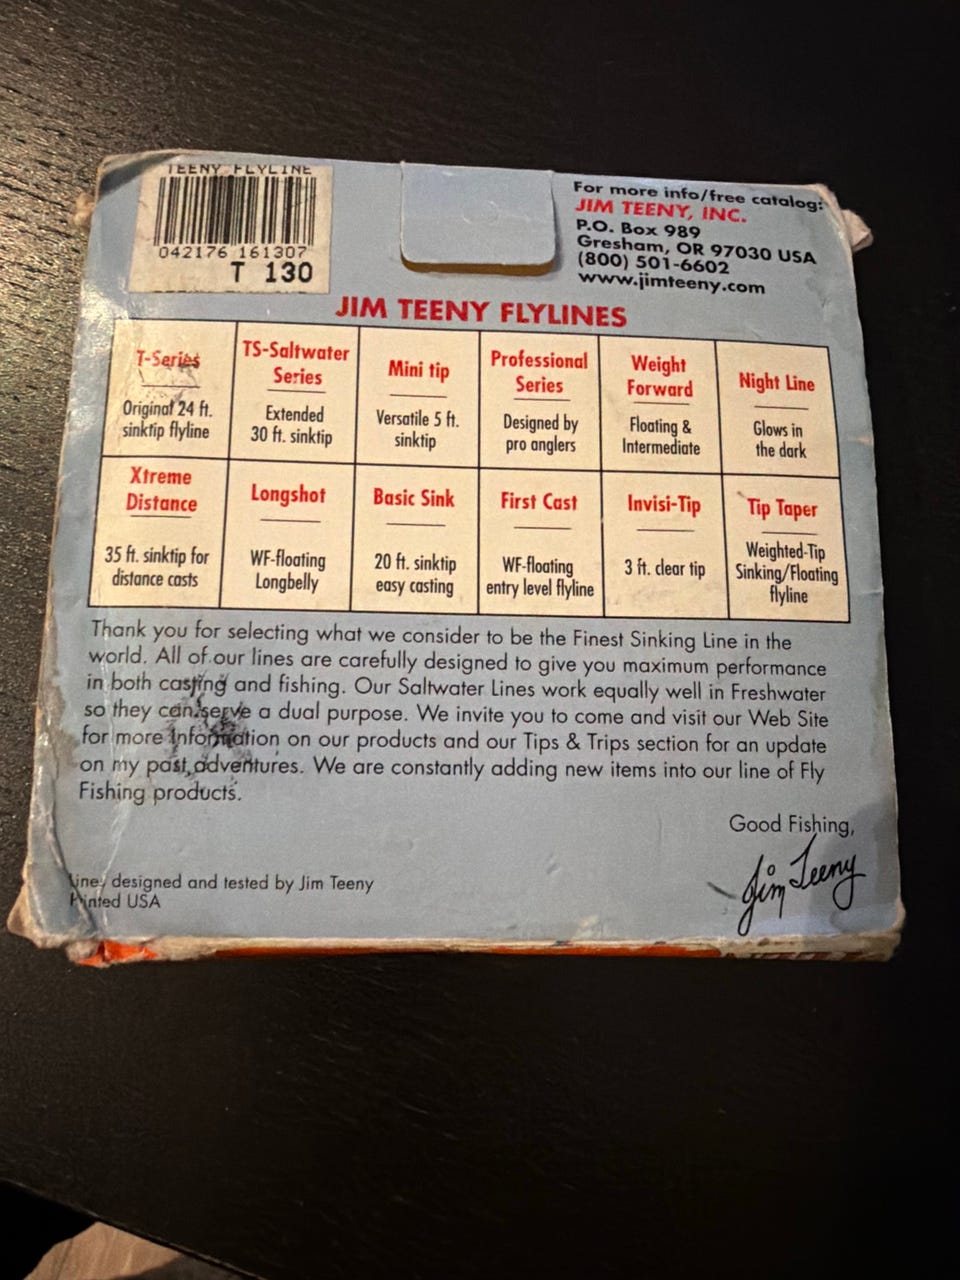 TEENY FLYLINE
042176 161307
T 130
For more info/free catalog:
JIM TEENY, INC.
P.O. Box 989
Gresham, OR 97030 USA
(800) 501-6602
www.jimteeny.com
JIM TEENY FLYLINES
T-Series
Original 24 ft.
sinktip flyline
TS-Saltwater
Series
Extended
30 ft. sinktip
Mini tip
Versatile 5 ft.
sinktip
Professional
Series
Designed by
pro anglers
Weight
Forward
Floating &
Intermediate
Night Line
Glows in
the dark
Xtreme
Distance
35 ft. sinktip for
distance casts
Longshot
WF-floating
Longbelly
Basic Sink
20 ft. sinktip
easy casting
First Cast
WF-floating
entry level flyline
Invisi-Tip
3 ft. clear tip
Tip Taper
Weighted-Tip
Sinking/Floating
flyline
Thank you for selecting what we consider to be the Finest Sinking Line in the
world. All of our lines are carefully designed to give you maximum performance
in both casting and fishing. Our Saltwater Lines work equally well in Freshwater
so they can serve a dual purpose. We invite you to come and visit our Web Site
for more information on our products and our Tips & Trips section for an update
on my past adventures. We are constantly adding new items into our line of Fly
Fishing products.
Good Fishing,
Jim Teeny
Lines designed and tested by Jim Teeny
Printed USA